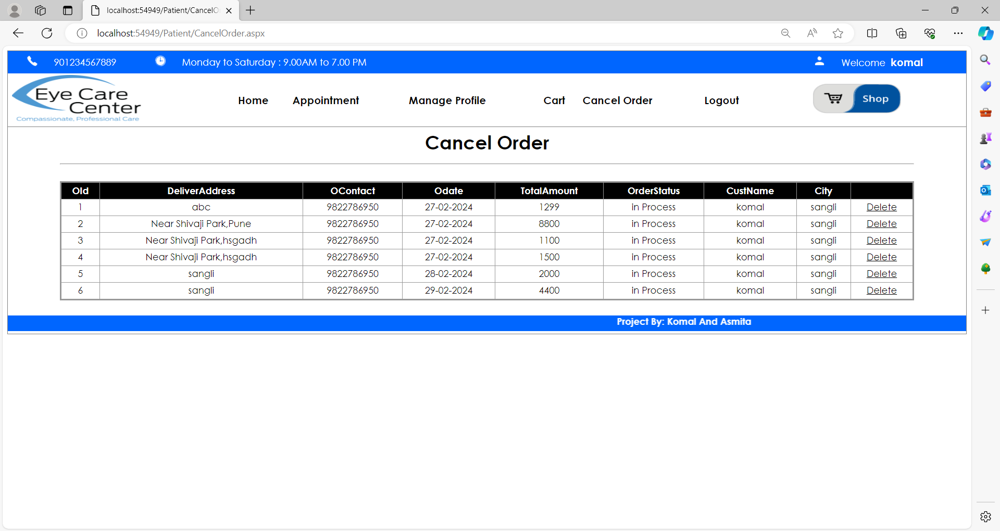 localhost:54949/Patient/CancelO
localhost:54949/Patient/CancelOrder.aspx
901234567889 Monday to Saturday : 9.00AM to 7.00 PM Welcome komal
Eye Care
Center
Compassionate, Professional Care
Home Appointment Manage Profile Cart Cancel Order Logout Shop
Cancel Order
OId DeliverAddress OContact Odate TotalAmount OrderStatus CustName City
1 abc 9822786950 27-02-2024 1299 in Process komal sangli Delete
2 Near Shivaji Park,Pune 9822786950 27-02-2024 8800 in Process komal sangli Delete
3 Near Shivaji Park,hsgadh 9822786950 27-02-2024 1100 in Process komal sangli Delete
4 Near Shivaji Park,hsgadh 9822786950 27-02-2024 1500 in Process komal sangli Delete
5 sangli 9822786950 28-02-2024 2000 in Process komal sangli Delete
6 sangli 9822786950 29-02-2024 4400 in Process komal sangli Delete
Project By: Komal And Asmita